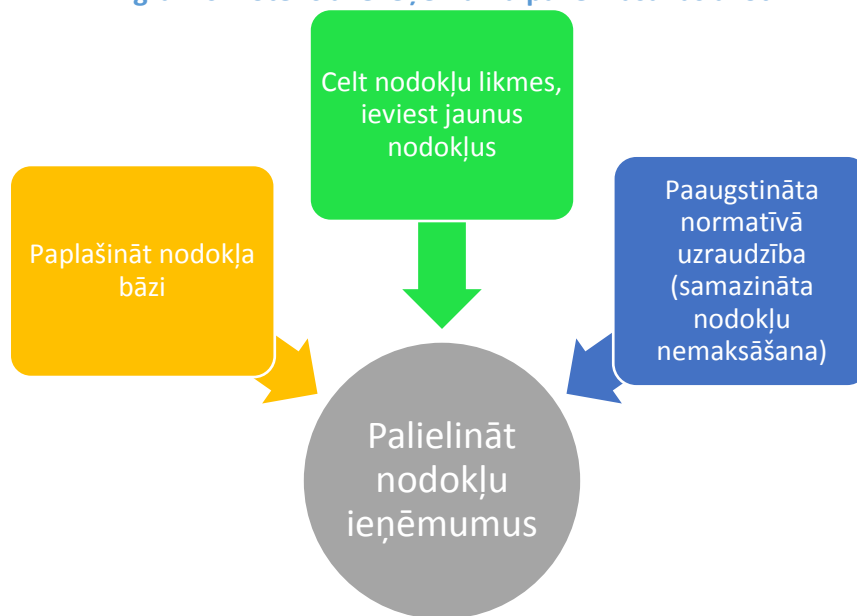 Celt nodokļu likmes,
ieviest jaunus
nodokļus
Paplašināt nodokļa
bāzi
Paaugstināta
normatīvā
uzraudzība
(samazināta
nodokļu
nemaksāšana)
Palielināt
nodokļu
ieņēmumus